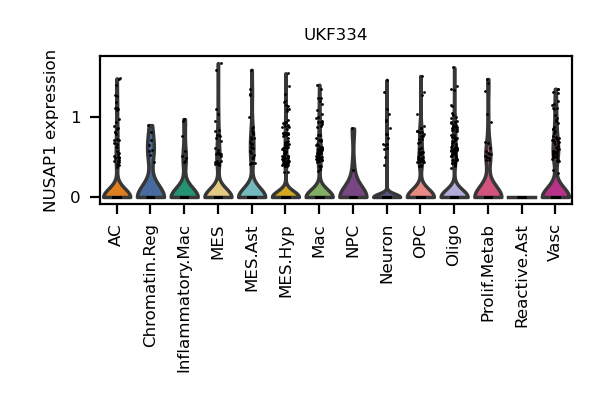 UKF334
NUSAP1 expression
1
0
AC
Chromatin.Reg
Inflammatory.Mac
MES
MES.Ast
MES.Hyp
Mac
NPC
Neuron
OPC
Oligo
Prolif.Metab
Reactive.Ast
Vasc